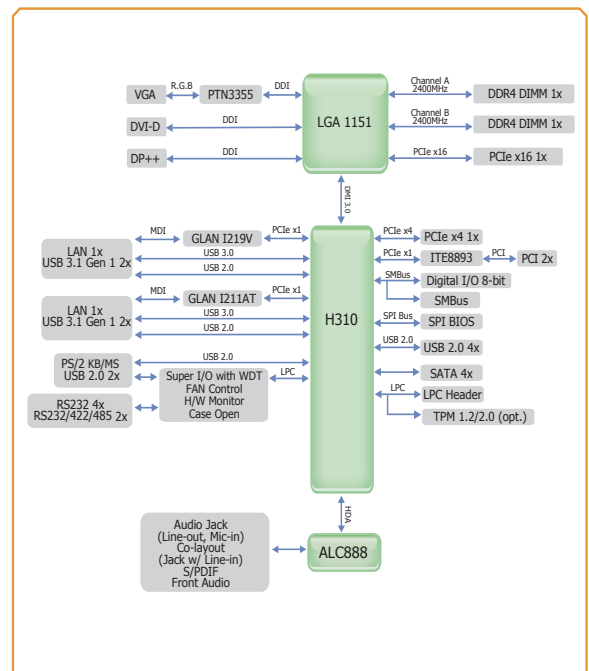 VGA
R.G.B
PTN3355
DDI
DVI-D
DDI
DP++
DDI
LGA 1151
Channel A
2400MHz
DDR4 DIMM 1x
Channel B
2400MHz
DDR4 DIMM 1x
PCIe x16
PCIe x16 1x
DMI 3.0
LAN 1x
USB 3.1 Gen 1 2x
MDI
GLAN I219V
PCIe x1
USB 3.0
USB 2.0
LAN 1x
USB 3.1 Gen 1 2x
MDI
GLAN I211AT
PCIe x1
USB 3.0
USB 2.0
PS/2 KB/MS
USB 2.0 2x
USB 2.0
RS232 4x
RS232/422/485 2x
Super I/O with WDT
FAN Control
H/W Monitor
Case Open
LPC
H310
PCIe x4
PCIe x4 1x
PCIe x1
ITE8893
PCI
PCI 2x
SMBus
Digital I/O 8-bit
SMBus
SPI Bus
SPI BIOS
USB 2.0
USB 2.0 4x
SATA 4x
LPC
LPC Header
TPM 1.2/2.0 (opt.)
HDA
Audio Jack
(Line-out, Mic-in)
Co-layout
(Jack w/ Line-in)
S/PDIF
Front Audio
ALC888